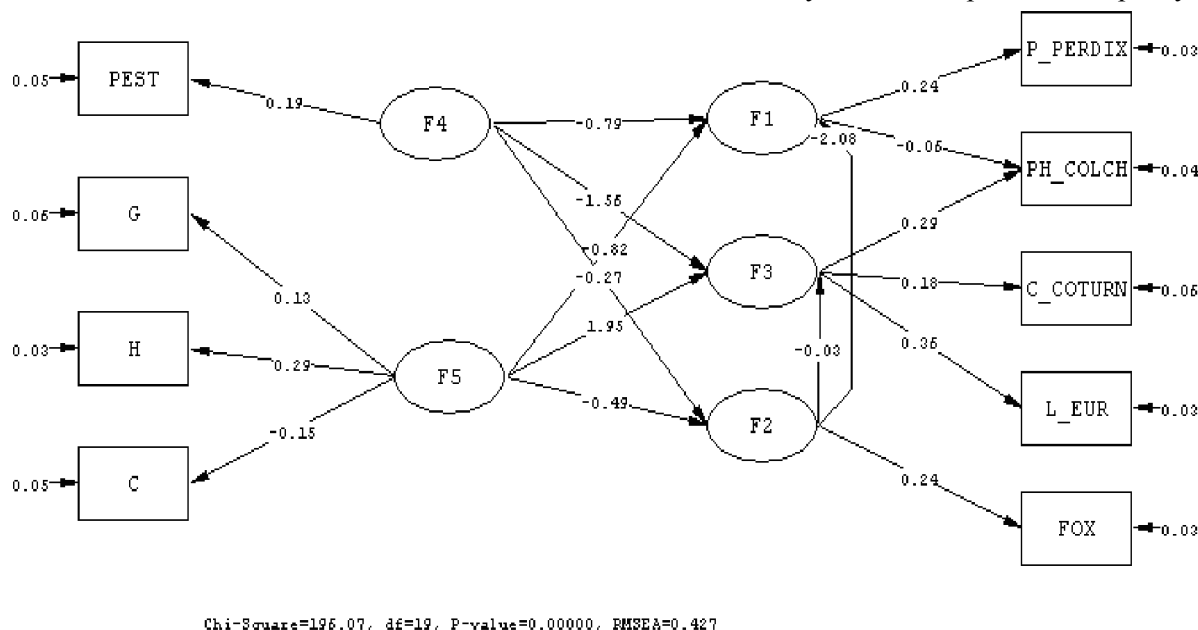 P_PERDIX
0.03
0.05
PEST
0.24
0.19
F4
F1
-0.79
-2.08
-0.06
PH_COLCH
0.04
0.06
G
-1.56
0.29
-0.82
-0.27
F3
0.18
C_COTURN
0.06
0.13
1.95
0.36
-0.03
0.03
H
0.29
F5
-0.49
L_EUR
0.03
F2
-0.15
0.05
C
0.24
FOX
0.03
Chi-Square=196.07, df=19, P-value=0.00000, RMSEA=0.427